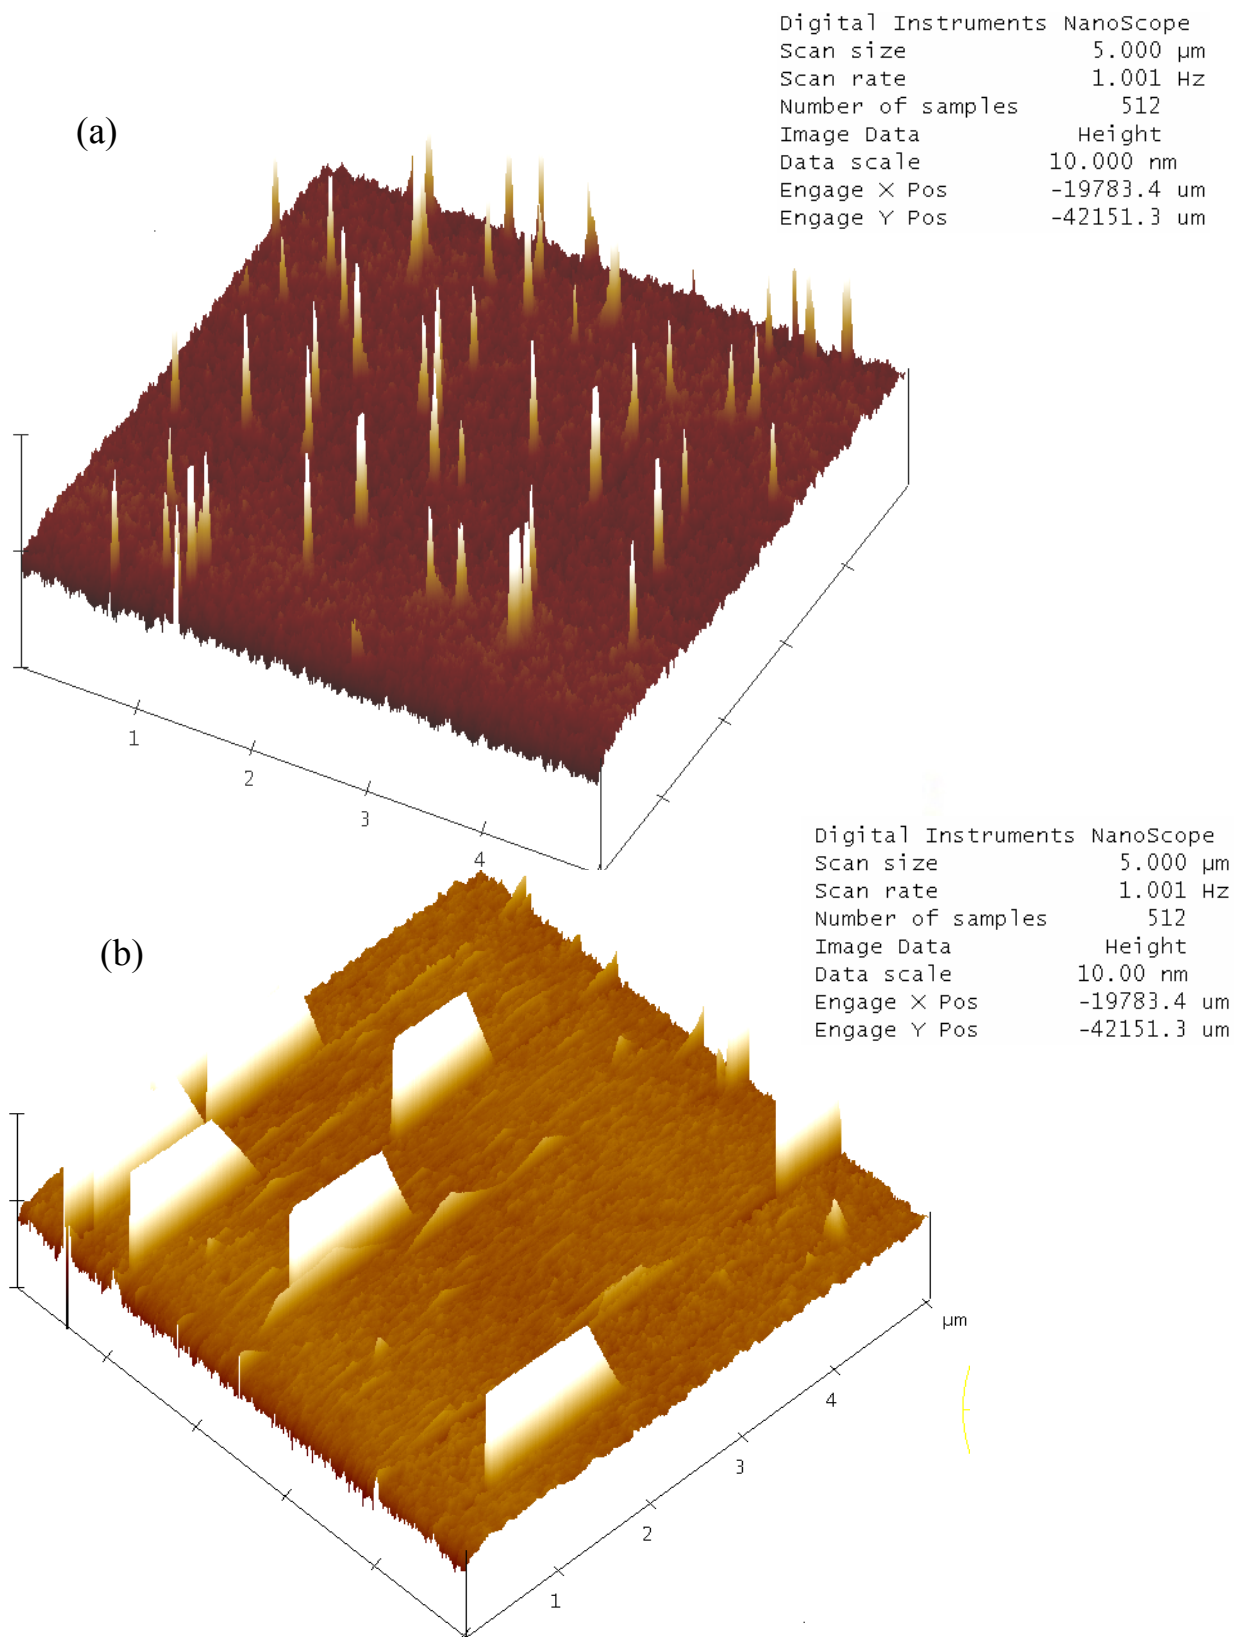 Digital Instruments NanoScope
Scan size 5.000 µm
Scan rate 1.001 Hz
Number of samples 512
Image Data Height
Data scale 10.000 nm
Engage X Pos -19783.4 um
Engage Y Pos -42151.3 um
(a)
1
2
3
4
Digital Instruments NanoScope
Scan size 5.000 µm
Scan rate 1.001 Hz
Number of samples 512
Image Data Height
Data scale 10.00 nm
Engage X Pos -19783.4 um
Engage Y Pos -42151.3 um
(b)
µm
4
3
2
1